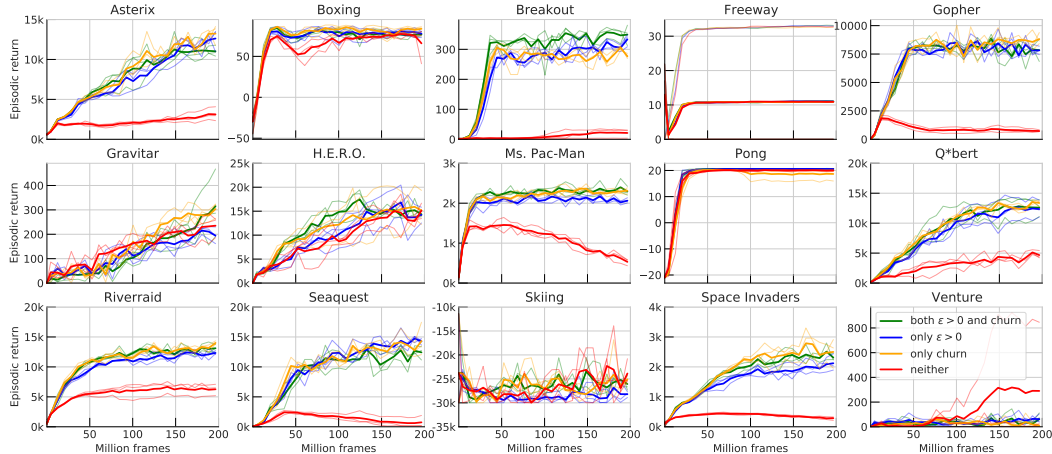 Asterix Boxing Breakout Freeway Gopher
Episodic return
15k 10k 5k 0k
50 0 −50
300 200 100 0
30 20 10 0
10000 7500 5000 2500 0
Gravitar H.E.R.O. Ms. Pac-Man Pong Q*bert
Episodic return
400 300 200 100 0
25k 20k 15k 10k 5k 0k
3k 2k 1k 0k
20 10 0 −10 −20
20k 15k 10k 5k 0k
Riverraid Seaquest Skiing Space Invaders Venture
Episodic return
20k 15k 10k 5k 0k
20k 15k 10k 5k 0k
-10k -15k -20k -25k -30k -35k
4k 3k 2k 1k 0k
800 600 400 200 0
both ε > 0 and churn
only ε > 0
only churn
neither
50 100 150 200 50 100 150 200 50 100 150 200 50 100 150 200 50 100 150 200
Million frames Million frames Million frames Million frames Million frames